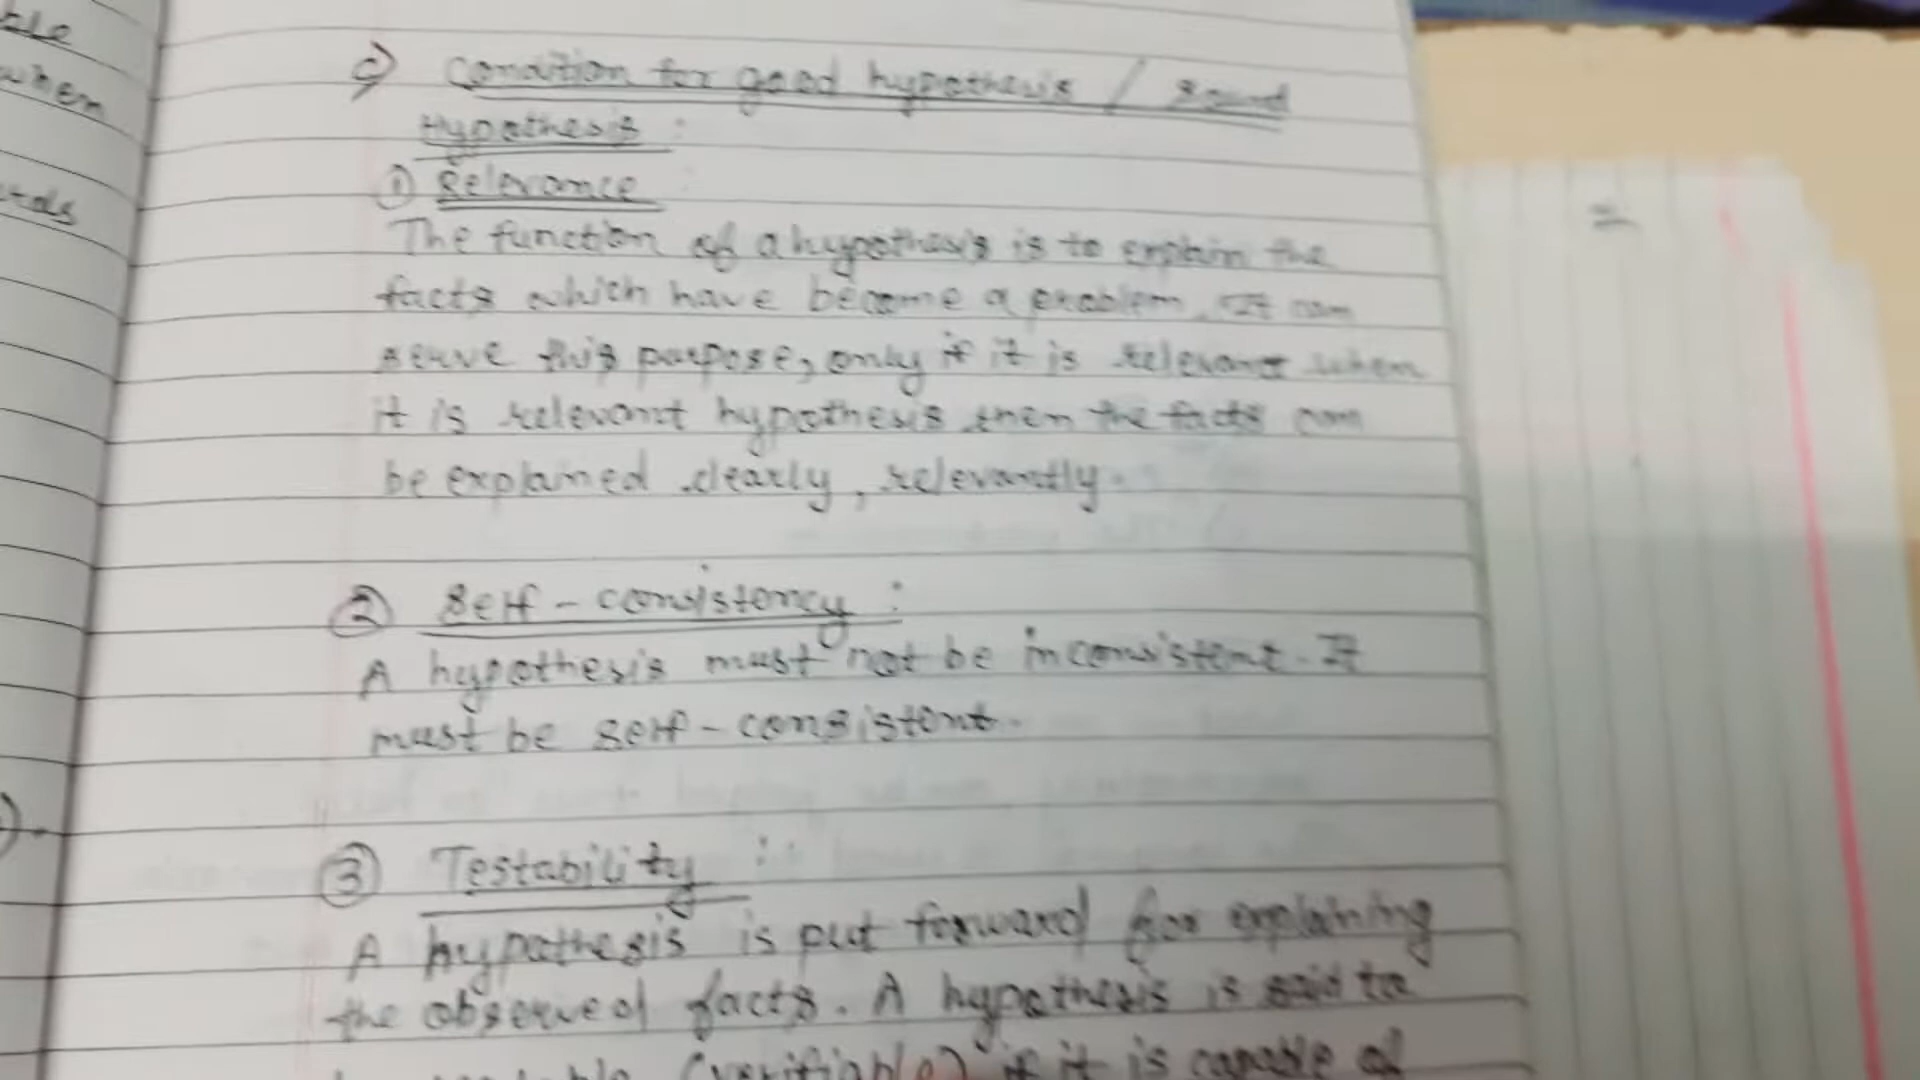 c) Condition for good hypothesis / sound
Hypothesis :
① Relevance
The function of a hypothesis is to explain the
facts which have become a problem. It can
serve this purpose, only if it is relevant when
it is relevant hypothesis then the facts can
be explained clearly, relevantly.
② Self - consistency :
A hypothesis must not be inconsistent. It
must be self - consistent.
③ Testability :
A hypothesis is put forward for explaining
the observed facts. A hypothesis is said to
(verifiable) if it is capable of
when